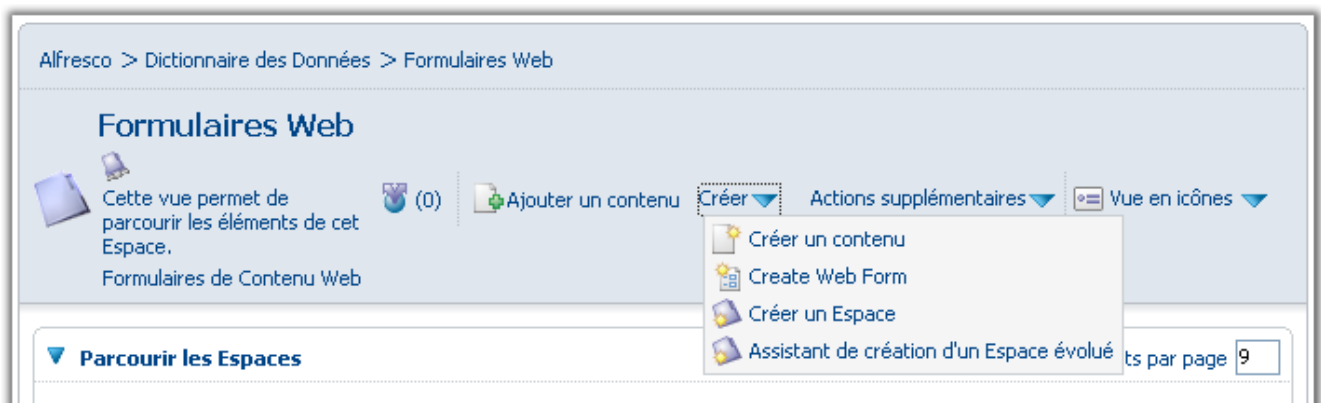 Alfresco > Dictionnaire des Données > Formulaires Web
Formulaires Web
Cette vue permet de
parcourir les éléments de cet
Espace.
Formulaires de Contenu Web
(0) Ajouter un contenu Créer Actions supplémentaires Vue en icônes
Créer un contenu
Create Web Form
Créer un Espace
Assistant de création d'un Espace évolué
Parcourir les Espaces ts par page 9